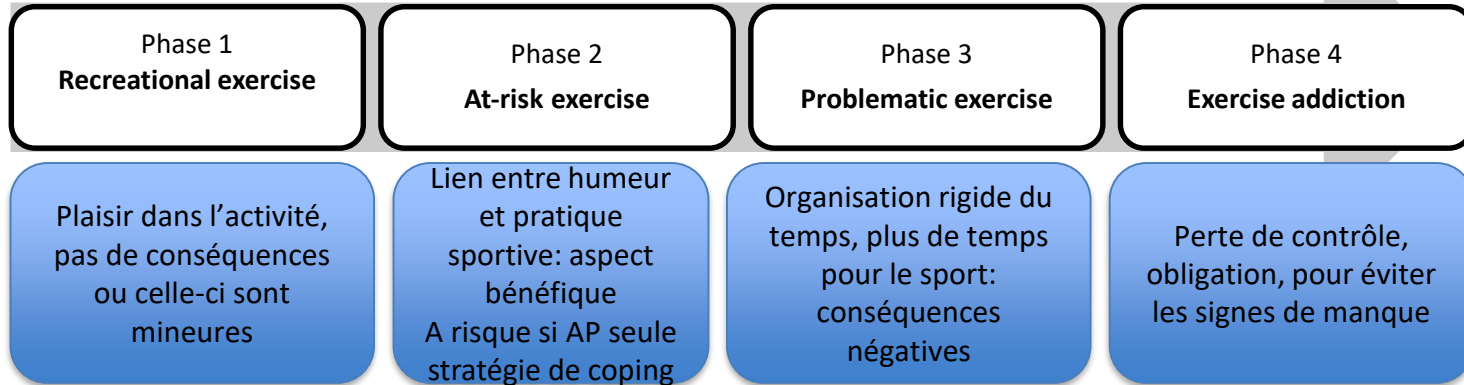 Phase 1
Recreational exercise
Phase 2
At-risk exercise
Phase 3
Problematic exercise
Phase 4
Exercise addiction
Plaisir dans l’activité,
pas de conséquences
ou celle-ci sont
mineures
Lien entre humeur
et pratique
sportive: aspect
bénéfique
A risque si AP seule
stratégie de coping
Organisation rigide du
temps, plus de temps
pour le sport:
conséquences
négatives
Perte de contrôle,
obligation, pour éviter
les signes de manque